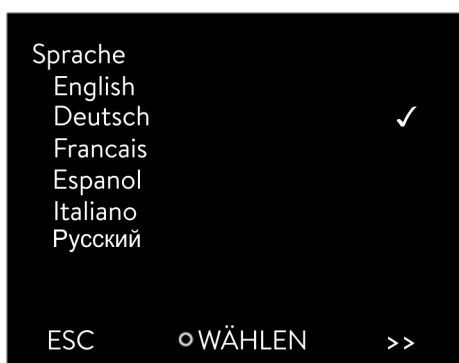 Sprache
English
Deutsch ✓
Francais
Espanol
Italiano
Русский
ESC WÄHLEN >>